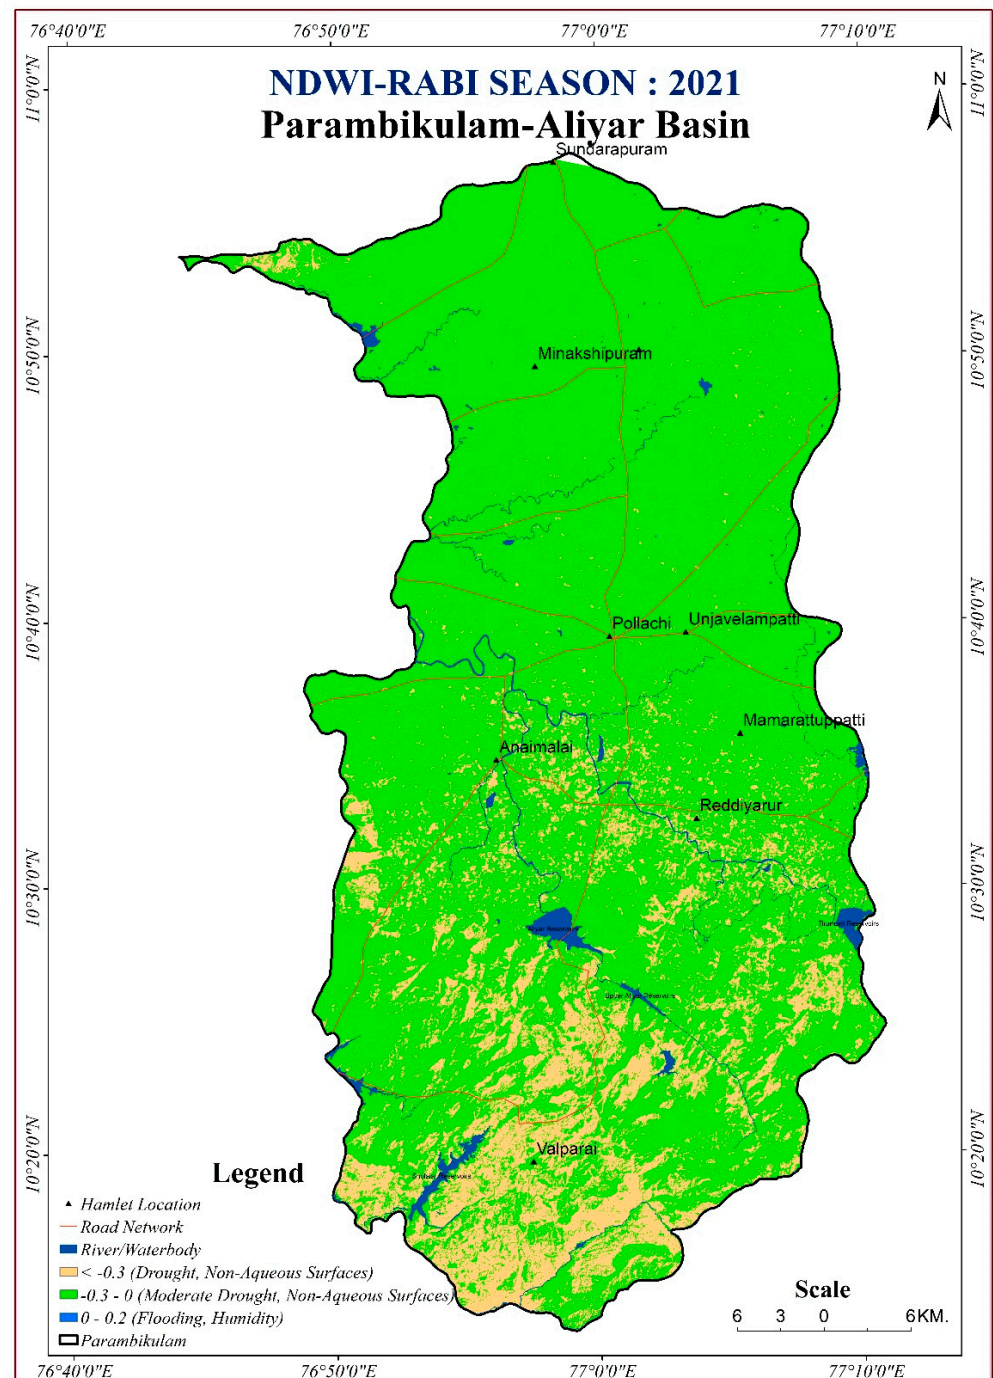 76°40'0"E 76°50'0"E 77°0'0"E 77°10'0"E
NDWI-RABI SEASON : 2021
Parambikulam-Aliyar Basin
N
11°0'0"N
11°0'0"N
Sundarapuram
10°50'0"N
10°50'0"N
Minakshipuram
10°40'0"N
10°40'0"N
Pollachi
Unjavelampatti
Mamarattuppatti
Anaimalai
Reddiyarur
10°30'0"N
10°30'0"N
Aliyar Reservoirs
Upper Aliyar Reservoirs
10°20'0"N
10°20'0"N
Valparai
Legend
Hamlet Location
Road Network
River/Waterbody
< -0.3 (Drought, Non-Aqueous Surfaces)
-0.3 - 0 (Moderate Drought, Non-Aqueous Surfaces)
0 - 0.2 (Flooding, Humidity)
Parambikulam
Scale
6 3 0 6KM.
76°40'0"E 76°50'0"E 77°0'0"E 77°10'0"E